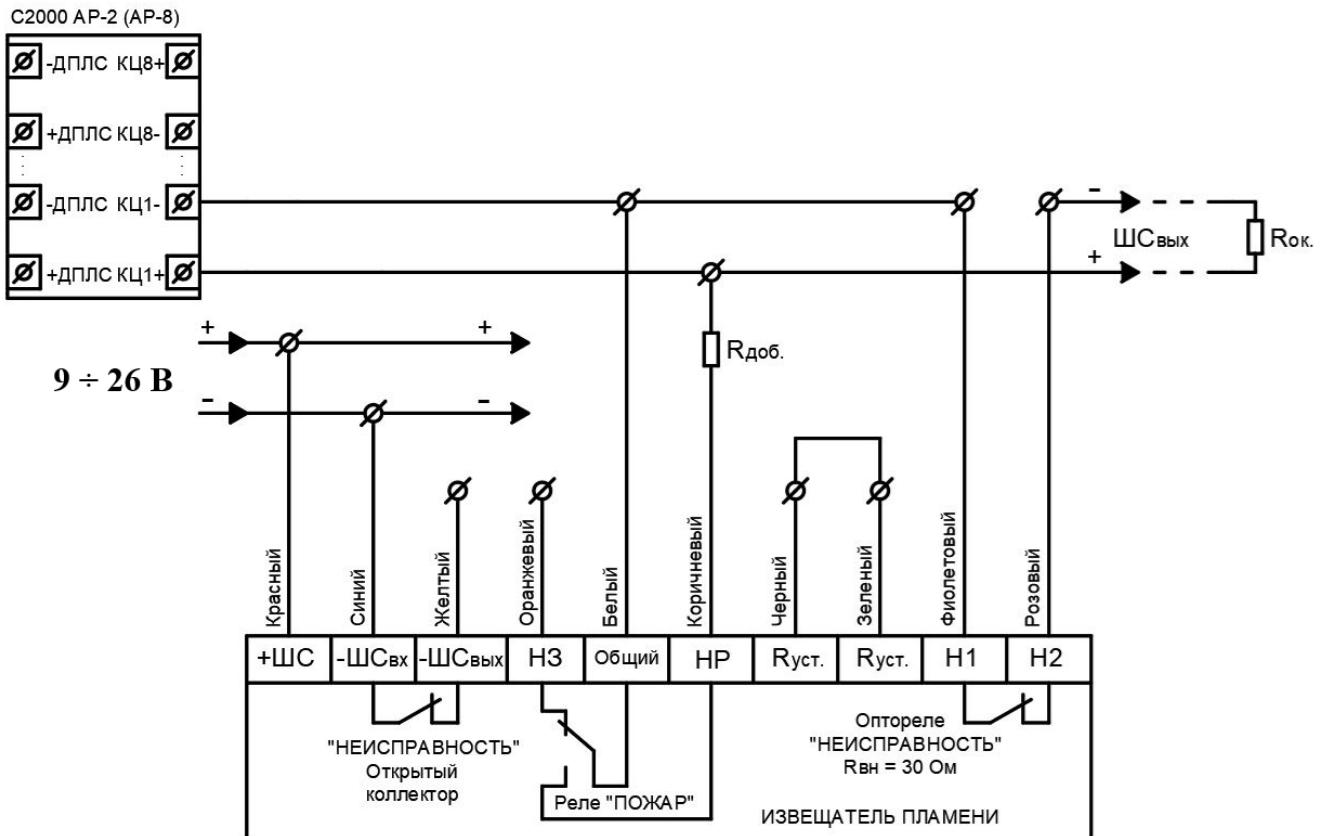 С2000 АР-2 (АР-8)
-ДПЛС КЦ8+
+ДПЛС КЦ8-
-ДПЛС КЦ1-
+ДПЛС КЦ1+
-
ШСвых
+
Rок.
+
+
9 ÷ 26 В
-
-
Rдоб.
Красный
Синий
Желтый
Оранжевый
Белый
Коричневый
Черный
Зеленый
Фиолетовый
Розовый
+ШС
-ШСвх
-ШСвых
НЗ
Общий
НР
Rуст.
Rуст.
Н1
Н2
"НЕИСПРАВНОСТЬ"
Открытый
коллектор
Реле "ПОЖАР"
Оптореле
"НЕИСПРАВНОСТЬ"
Rвн = 30 Ом
ИЗВЕЩАТЕЛЬ ПЛАМЕНИ